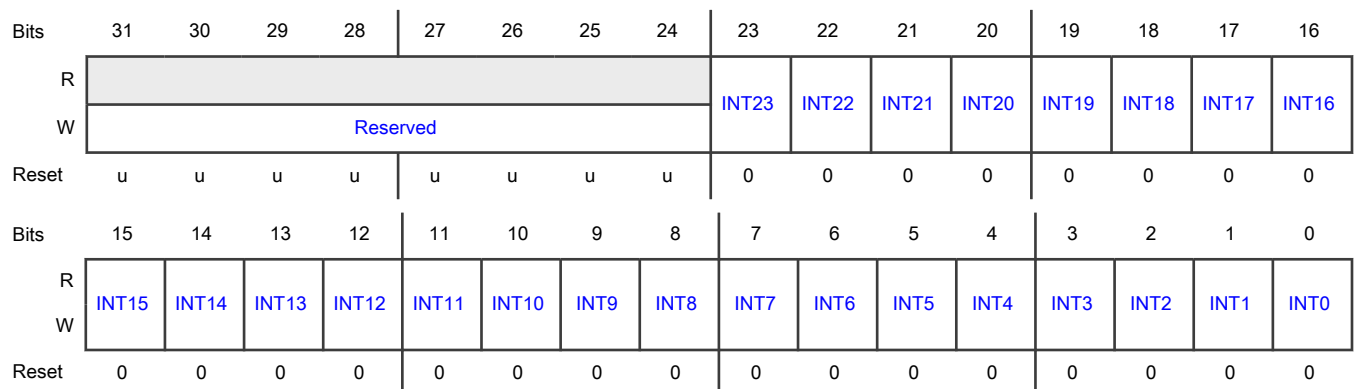 Bits 31 30 29 28 27 26 25 24 23 22 21 20 19 18 17 16
R
INT23 INT22 INT21 INT20 INT19 INT18 INT17 INT16
W Reserved
Reset u u u u u u u u 0 0 0 0 0 0 0 0
Bits 15 14 13 12 11 10 9 8 7 6 5 4 3 2 1 0
R
INT15 INT14 INT13 INT12 INT11 INT10 INT9 INT8 INT7 INT6 INT5 INT4 INT3 INT2 INT1 INT0
W
Reset 0 0 0 0 0 0 0 0 0 0 0 0 0 0 0 0